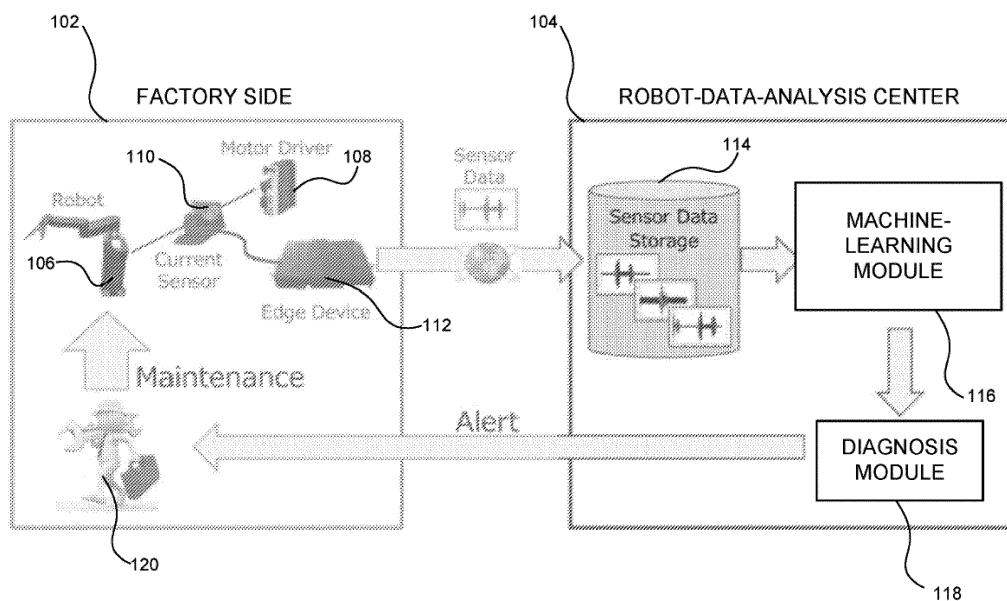 102
104
FACTORY SIDE
ROBOT-DATA-ANALYSIS CENTER
110
Motor Driver
108
Sensor
Data
114
Robot
Sensor Data
Storage
MACHINE-
LEARNING
MODULE
106
Current
Sensor
Edge Device
112
Maintenance
116
Alert
DIAGNOSIS
MODULE
120
118